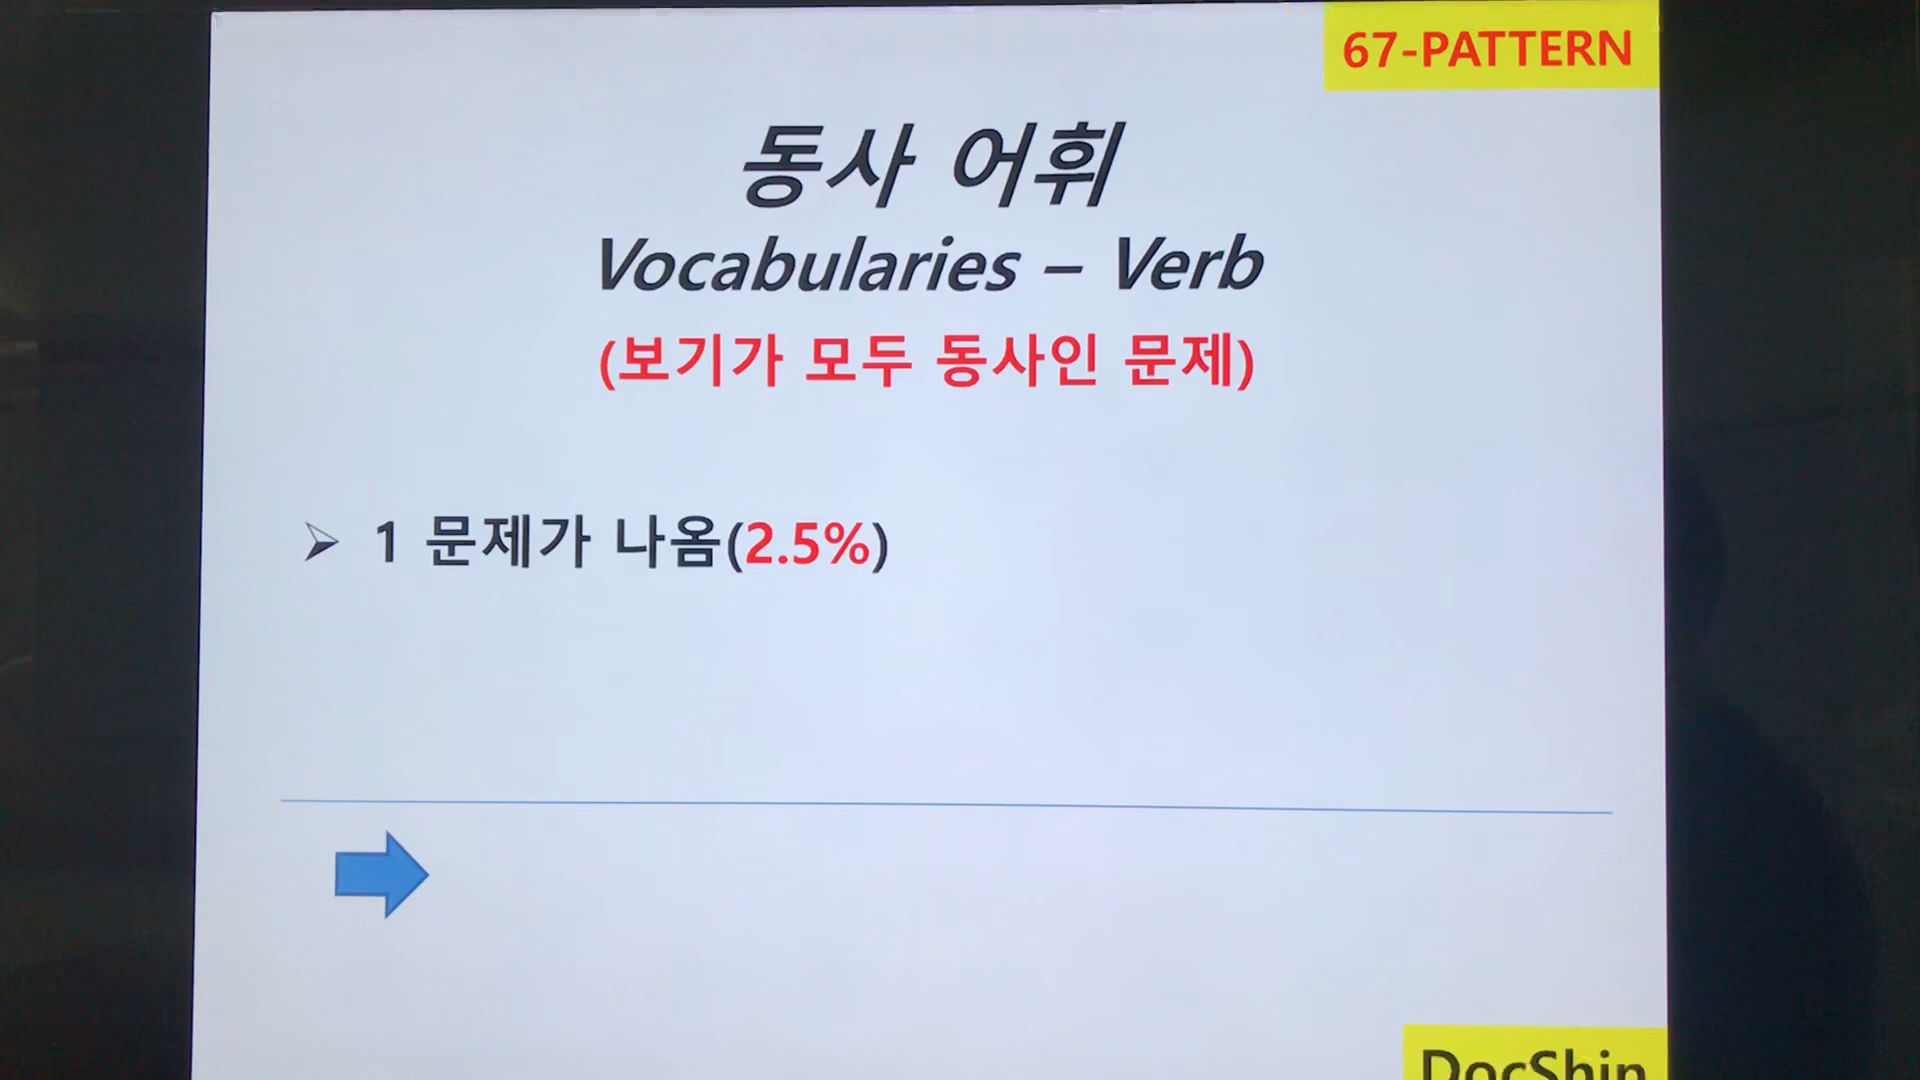 67-PATTERN
동사 어휘
Vocabularies – Verb
(보기가 모두 동사인 문제)
➢ 1 문제가 나옴(2.5%)
DocShin